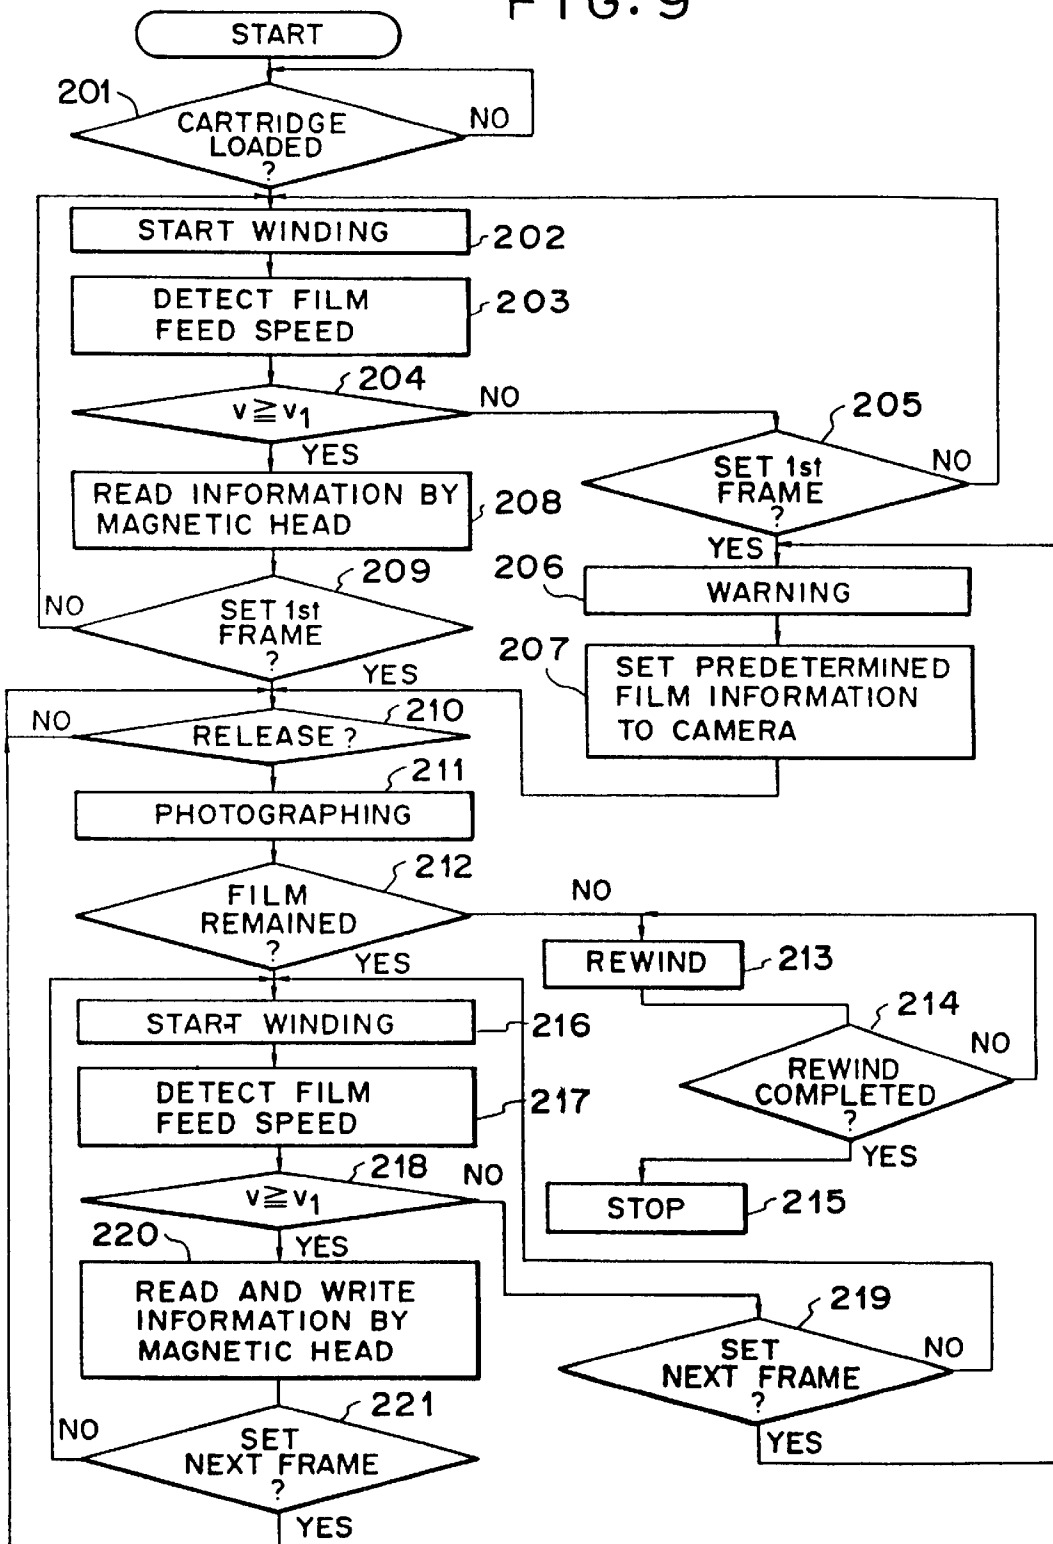 FIG. 9
START
201
CARTRIDGE
LOADED
?
NO
START WINDING
202
DETECT FILM
FEED SPEED
203
204
v≧v1
NO
YES
205
SET 1st
FRAME
?
NO
YES
READ INFORMATION BY
MAGNETIC HEAD
208
206
WARNING
209
SET 1st
FRAME
?
NO
YES
207
SET PREDETERMINED
FILM INFORMATION
TO CAMERA
210
RELEASE ?
NO
211
PHOTOGRAPHING
212
FILM
REMAINED
?
NO
YES
REWIND
213
214
REWIND
COMPLETED
?
NO
YES
STOP
215
START WINDING
216
DETECT FILM
FEED SPEED
217
218
v≧v1
NO
YES
220
READ AND WRITE
INFORMATION BY
MAGNETIC HEAD
219
SET
NEXT FRAME
?
NO
YES
221
SET
NEXT FRAME
?
NO
YES